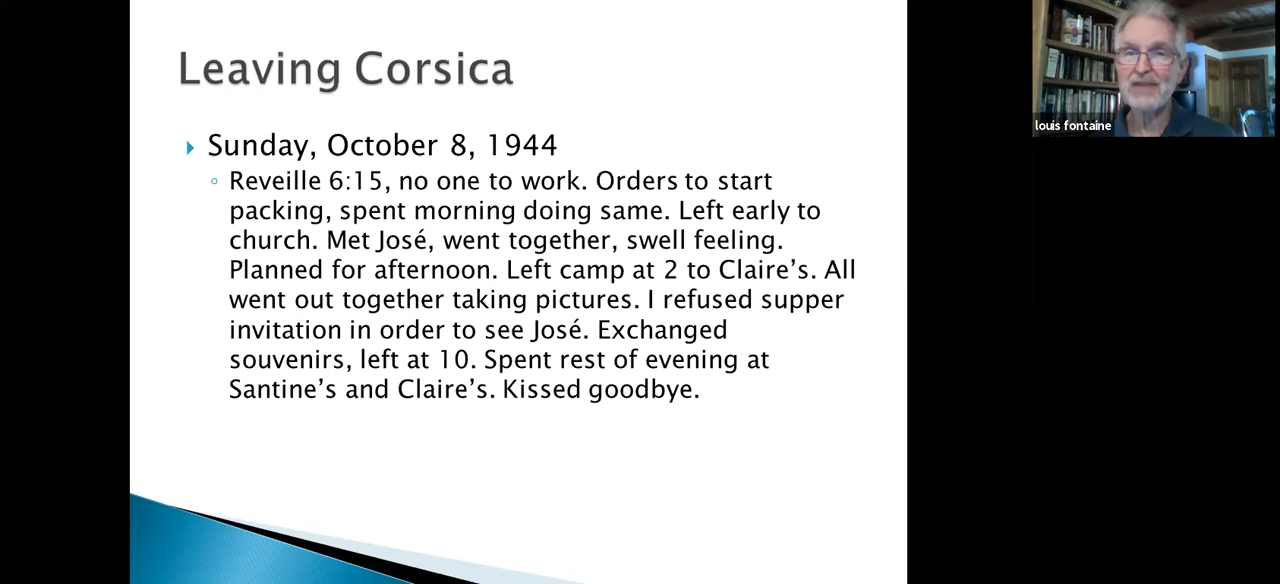 Leaving Corsica
Sunday, October 8, 1944
Reveille 6:15, no one to work. Orders to start
packing, spent morning doing same. Left early to
church. Met José, went together, swell feeling.
Planned for afternoon. Left camp at 2 to Claire’s. All
went out together taking pictures. I refused supper
invitation in order to see José. Exchanged
souvenirs, left at 10. Spent rest of evening at
Santine’s and Claire’s. Kissed goodbye.
louis fontaine